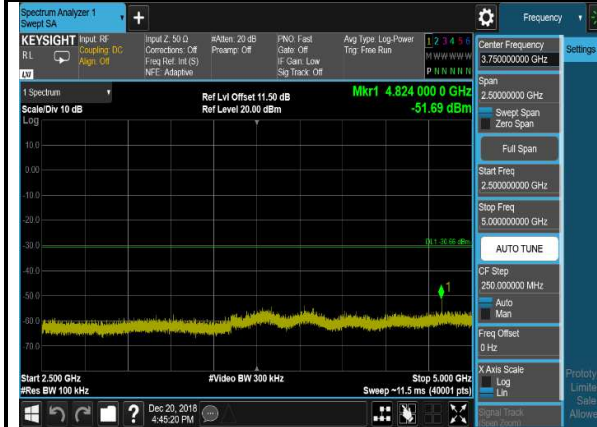 Spectrum Analyzer 1
Swept SA
Frequency
KEYSIGHT
RL
LXI
Input: RF
Coupling: DC
Align: Off
Input Z: 50 Ω
Corrections: Off
Freq Ref: Int (S)
NFE: Adaptive
#Atten: 20 dB
Preamp: Off
PNO: Fast
Gate: Off
IF Gain: Low
Sig Track: Off
Avg Type: Log-Power
Trig: Free Run
1 2 3 4 5 6
M W W W W W
P N N N N N
1 Spectrum
Scale/Div 10 dB
Log
Ref Lvl Offset 11.50 dB
Ref Level 20.00 dBm
Mkr1 4.824 000 0 GHz
-51.69 dBm
10.0
0.00
-10.0
-20.0
-30.0
-40.0
-50.0
-60.0
-70.0
1
Start 2.500 GHz
#Res BW 100 kHz
#Video BW 300 kHz
Stop 5.000 GHz
Sweep ~11.5 ms (40001 pts)
?
Dec 20, 2018
4:45:20 PM
Center Frequency
3.750000000 GHz
Settings
Span
2.50000000 GHz
Swept Span
Zero Span
Full Span
Start Freq
2.500000000 GHz
Stop Freq
5.000000000 GHz
AUTO TUNE
CF Step
250.000000 MHz
Auto
Man
Freq Offset
0 Hz
X Axis Scale
Log
Lin
Signal Track
(Span Zoom)